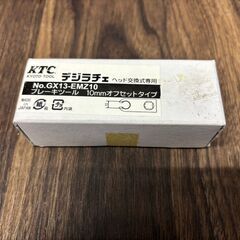 KTC
KYOTO TOOL
デジラチェ ヘッド交換式専用
No.GX13-EMZ10
ブレーキツール 10mmオフセットタイプ